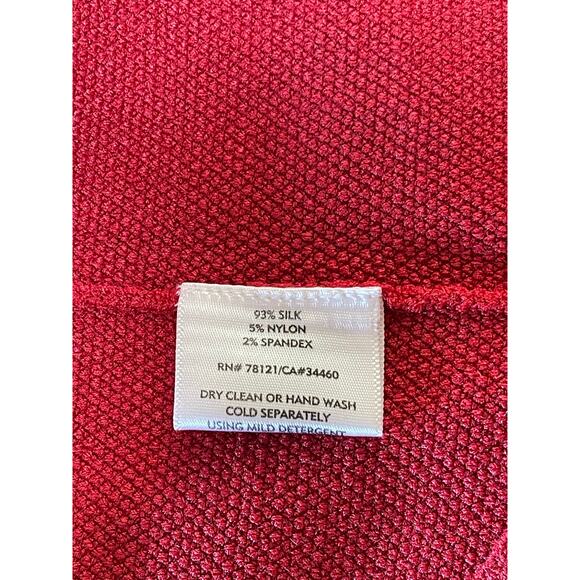 93% SILK
5% NYLON
2% SPANDEX
RN# 78121/CA#34460
DRY CLEAN OR HAND WASH
COLD SEPARATELY
USING MILD DETERGENT